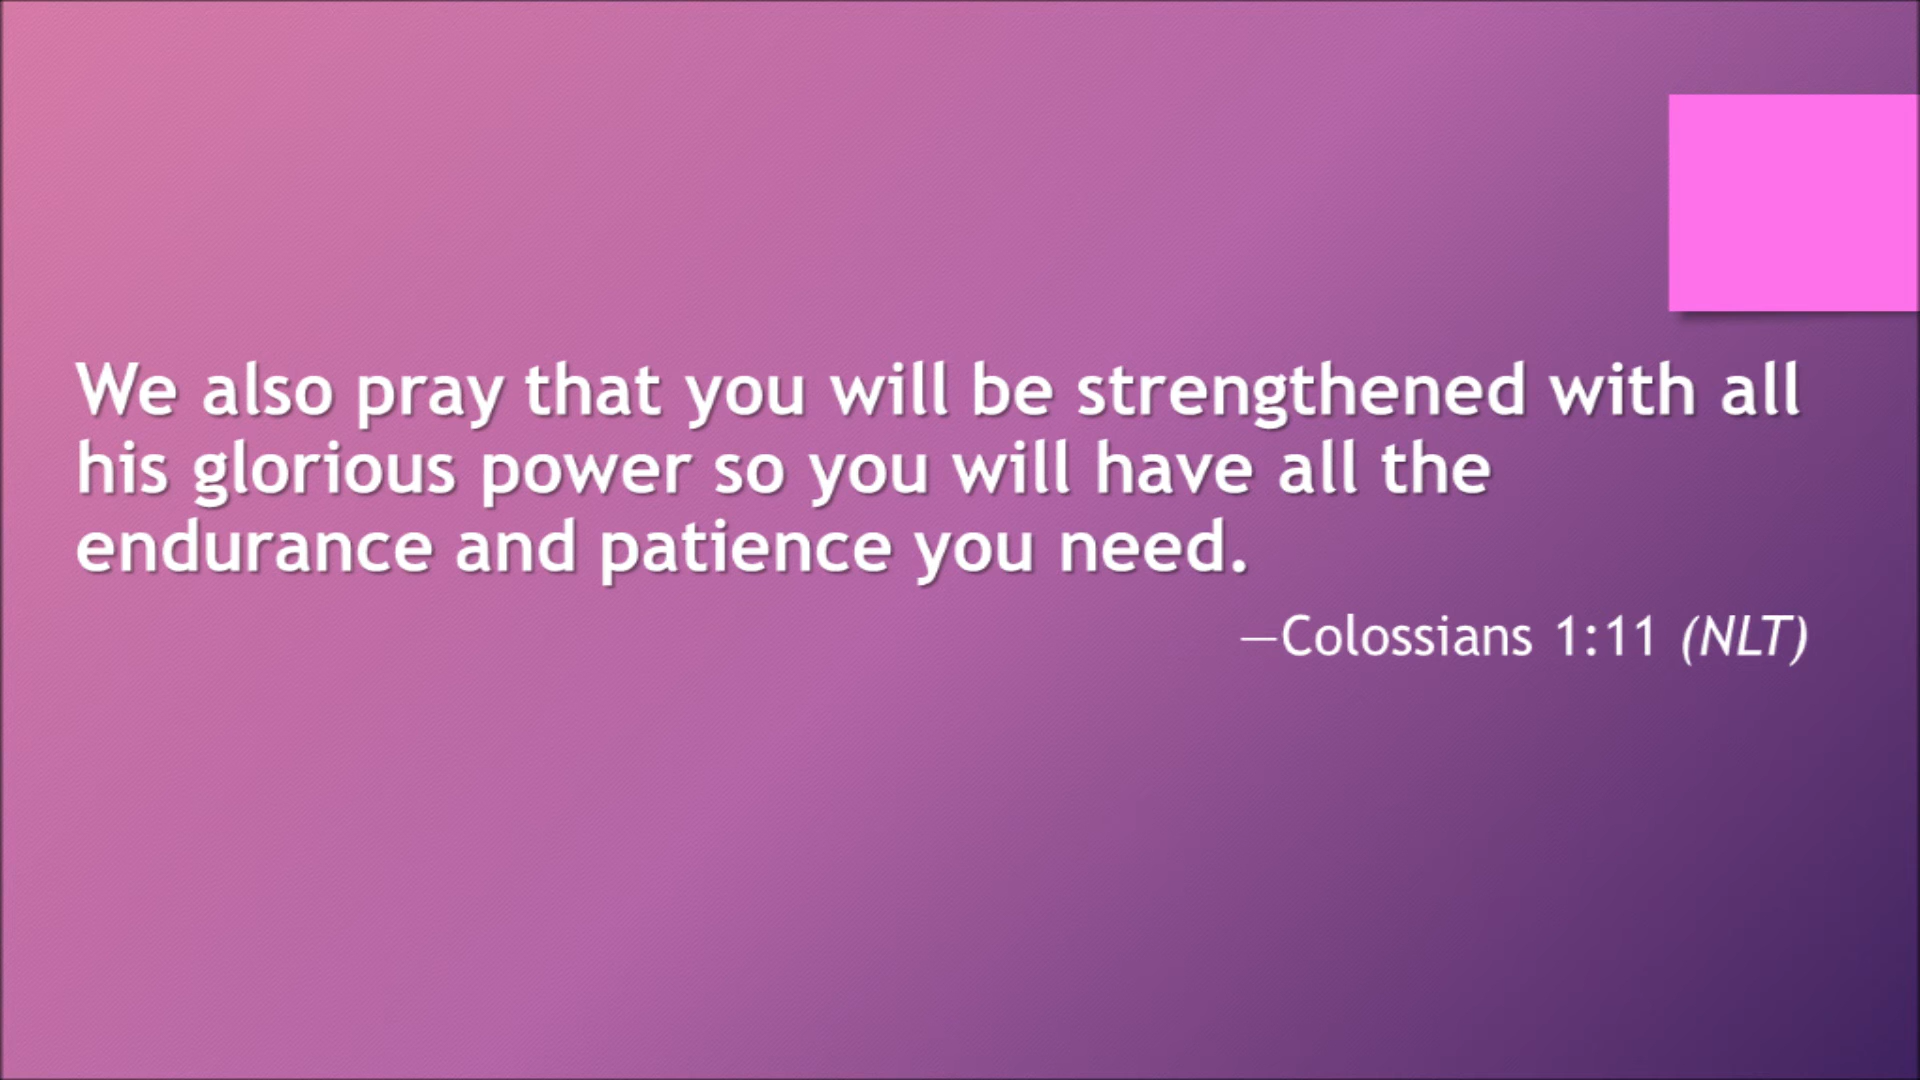 We also pray that you will be strengthened with all
his glorious power so you will have all the
endurance and patience you need.
—Colossians 1:11 (NLT)